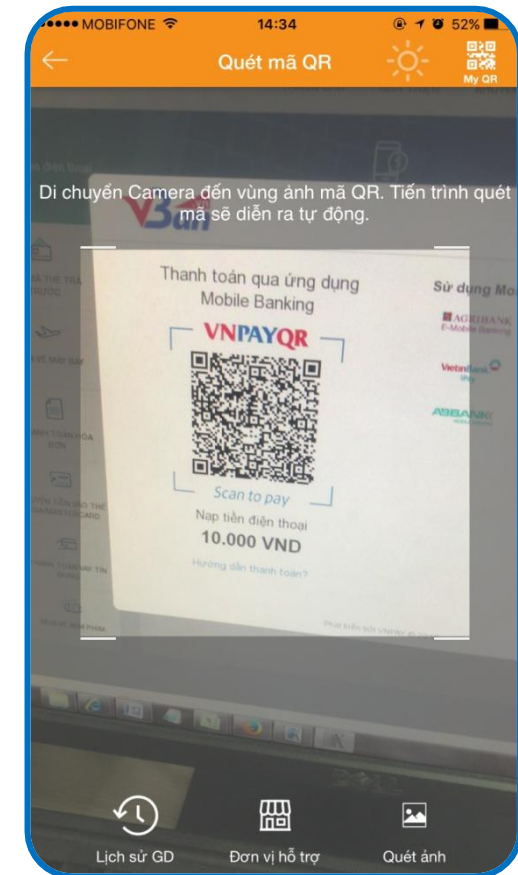 MOBIFONE 14:34 52%
Quét mã QR
My QR
Di chuyển Camera đến vùng ảnh mã QR. Tiến trình quét
mã sẽ diễn ra tự động.
VBan
Thanh toán qua ứng dụng
Mobile Banking
VNPAYQR
Scan to pay
Nạp tiền điện thoại
10.000 VND
Hướng dẫn thanh toán?
Sử dụng Mo
AGRIBANK
E-Mobile Banking
VietinBank
ABBANK
Lịch sử GD
Đơn vị hỗ trợ
Quét ảnh